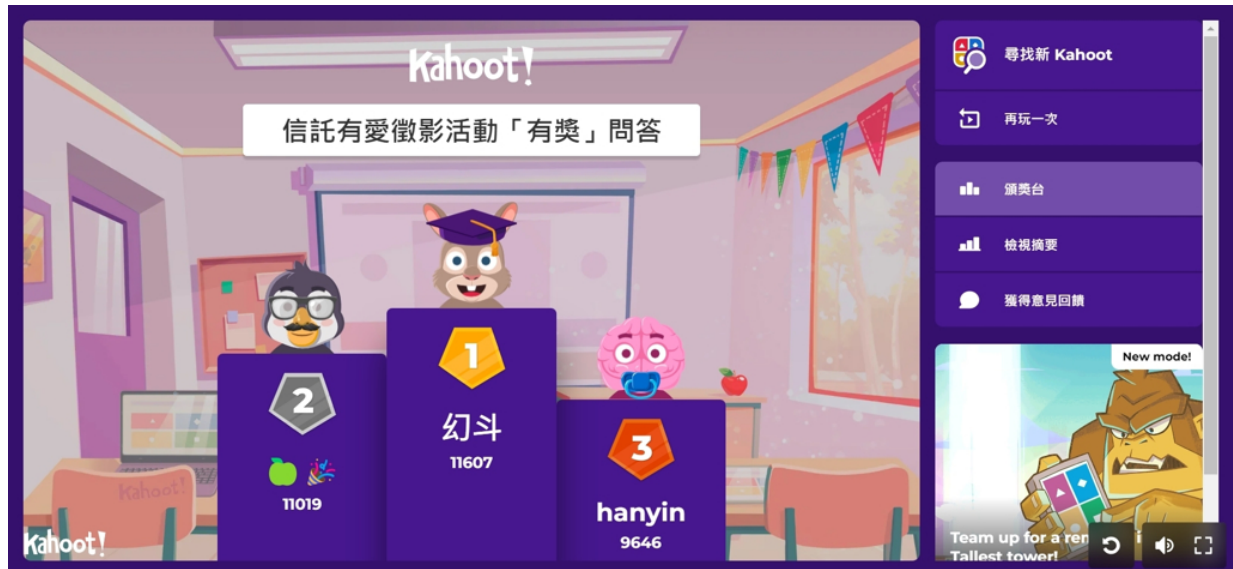 Kahoot!
信託有愛徵影活動「有獎」問答
1
幻斗
11607
2
🍏 🎉
11019
3
hanyin
9646
Kahoot!
Kahoot!
尋找新 Kahoot
再玩一次
頒獎台
檢視摘要
獲得意見回饋
New mode!
Team up for a
Tallest tower!